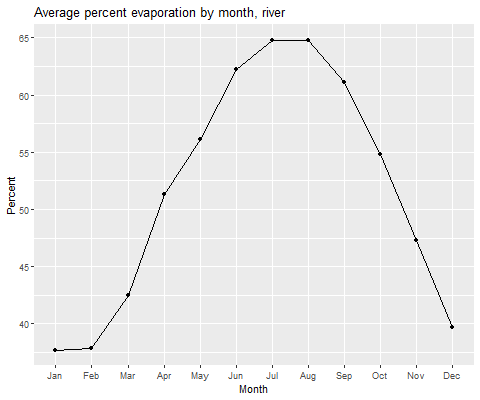 Average percent evaporation by month, river
65
60
55
50
45
40
Percent
Jan Feb Mar Apr May Jun Jul Aug Sep Oct Nov Dec
Month